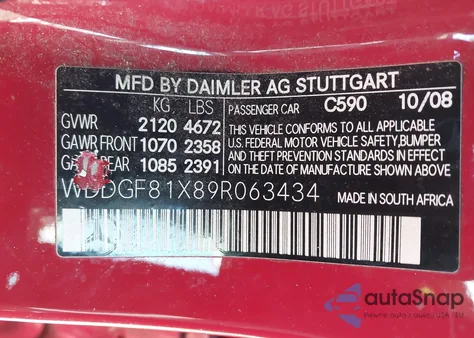 MFD BY DAIMLER AG STUTTGART
KG LBS PASSENGER CAR C590 10/08
GVWR 2120 4672 THIS VEHICLE CONFORMS TO ALL APPLICABLE
GAWR FRONT 1070 2358 U.S. FEDERAL MOTOR VEHICLE SAFETY, BUMPER
REAR 1085 2391 AND THEFT PREVENTION STANDARDS IN EFFECT
ON THE DATE OF MANUFACTURE SHOWN ABOVE
WDDGF81X89R063434 MADE IN SOUTH AFRICA
autoSnap